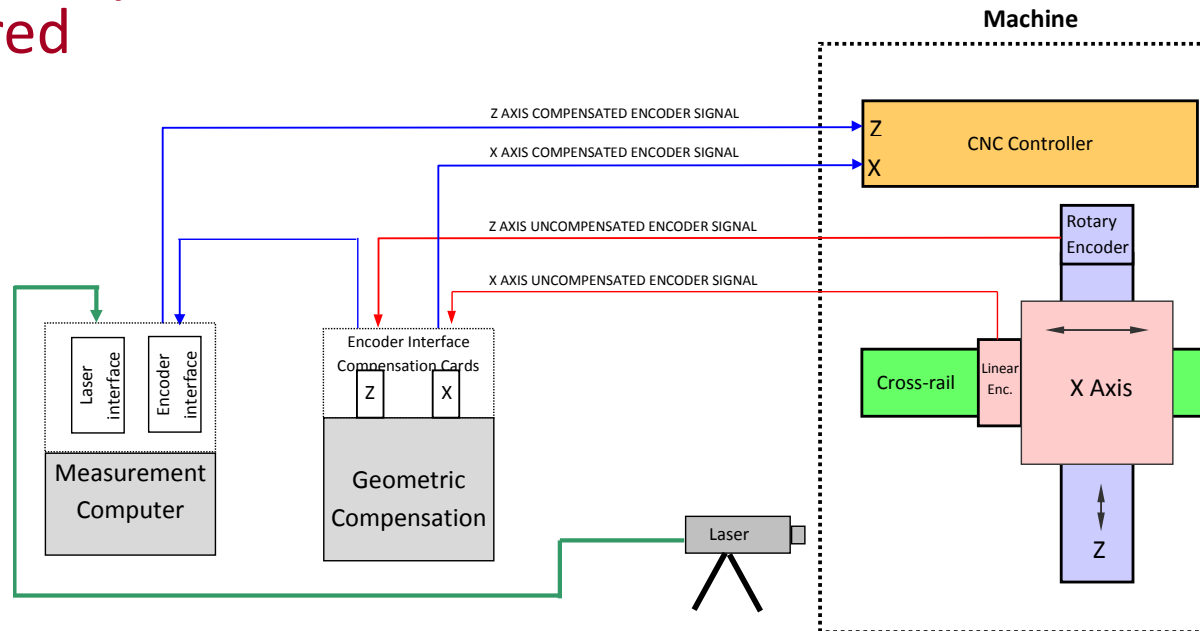 red
Machine
Z AXIS COMPENSATED ENCODER SIGNAL
X AXIS COMPENSATED ENCODER SIGNAL
Z
X
CNC Controller
Z AXIS UNCOMPENSATED ENCODER SIGNAL
X AXIS UNCOMPENSATED ENCODER SIGNAL
Rotary
Encoder
Laser
interface
Encoder
interface
Measurement
Computer
Encoder Interface
Compensation Cards
Z
X
Geometric
Compensation
Laser
Cross-rail
Linear
Enc.
X Axis
Z